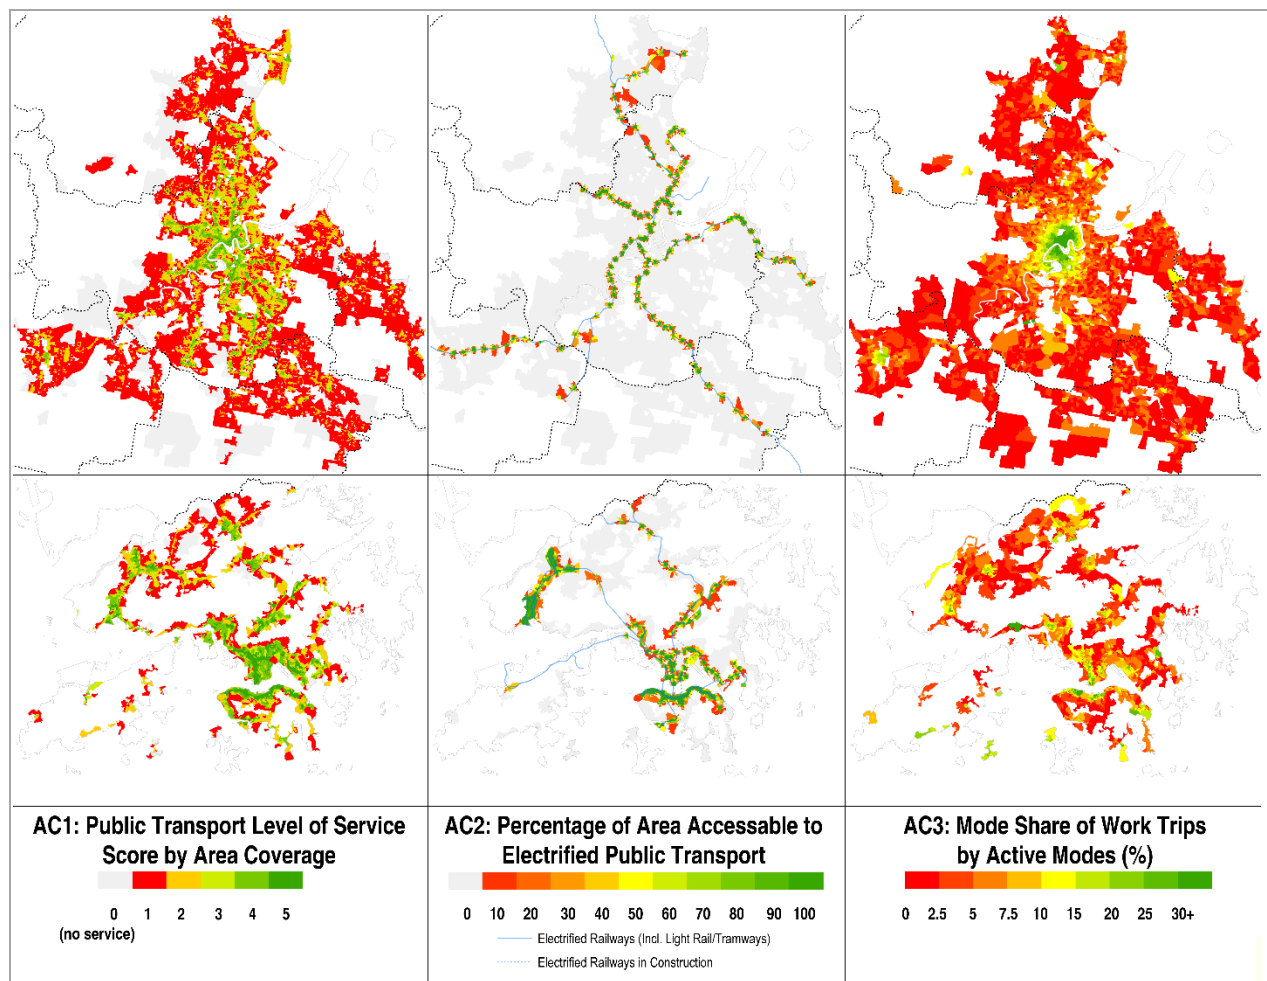 AC1: Public Transport Level of Service
Score by Area Coverage
0 1 2 3 4 5
(no service)
AC2: Percentage of Area Accessable to
Electrified Public Transport
0 10 20 30 40 50 60 70 80 90 100
Electrified Railways (Incl. Light Rail/Tramways)
Electrified Railways in Construction
AC3: Mode Share of Work Trips
by Active Modes (%)
0 2.5 5 7.5 10 15 20 25 30+